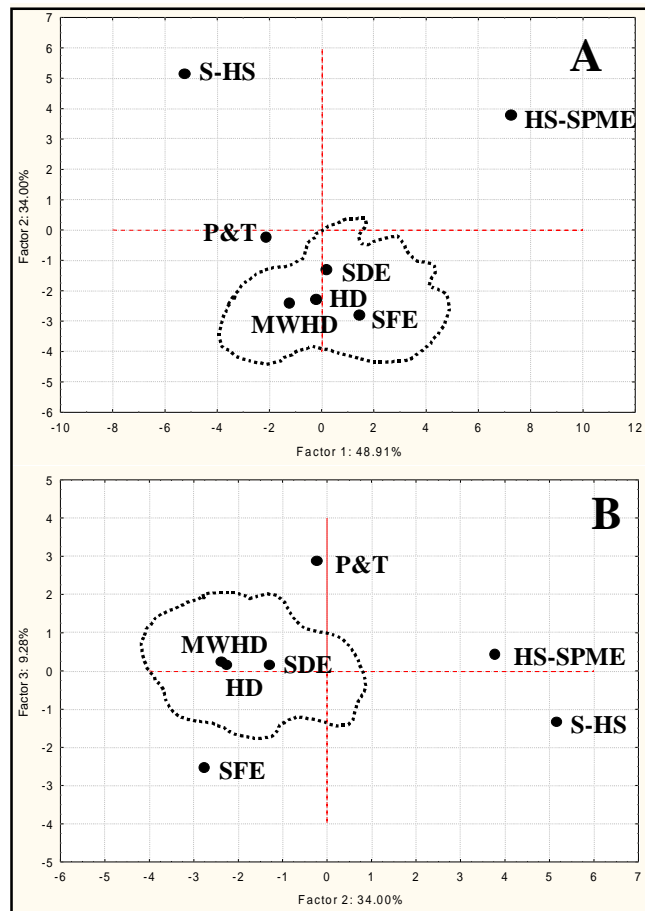 7
6
5
4
3
2
1
0
-1
-2
-3
-4
-5
-6
Factor 2: 34.00%
A
S-HS
HS-SPME
P&T
SDE
HD
MWHD
SFE
-10 -8 -6 -4 -2 0 2 4 6 8 10 12
Factor 1: 48.91%
5
4
3
2
1
0
-1
-2
-3
-4
-5
Factor 3: 9.28%
B
P&T
MWHD
HS-SPME
SDE
HD
S-HS
SFE
-6 -5 -4 -3 -2 -1 0 1 2 3 4 5 6 7
Factor 2: 34.00%